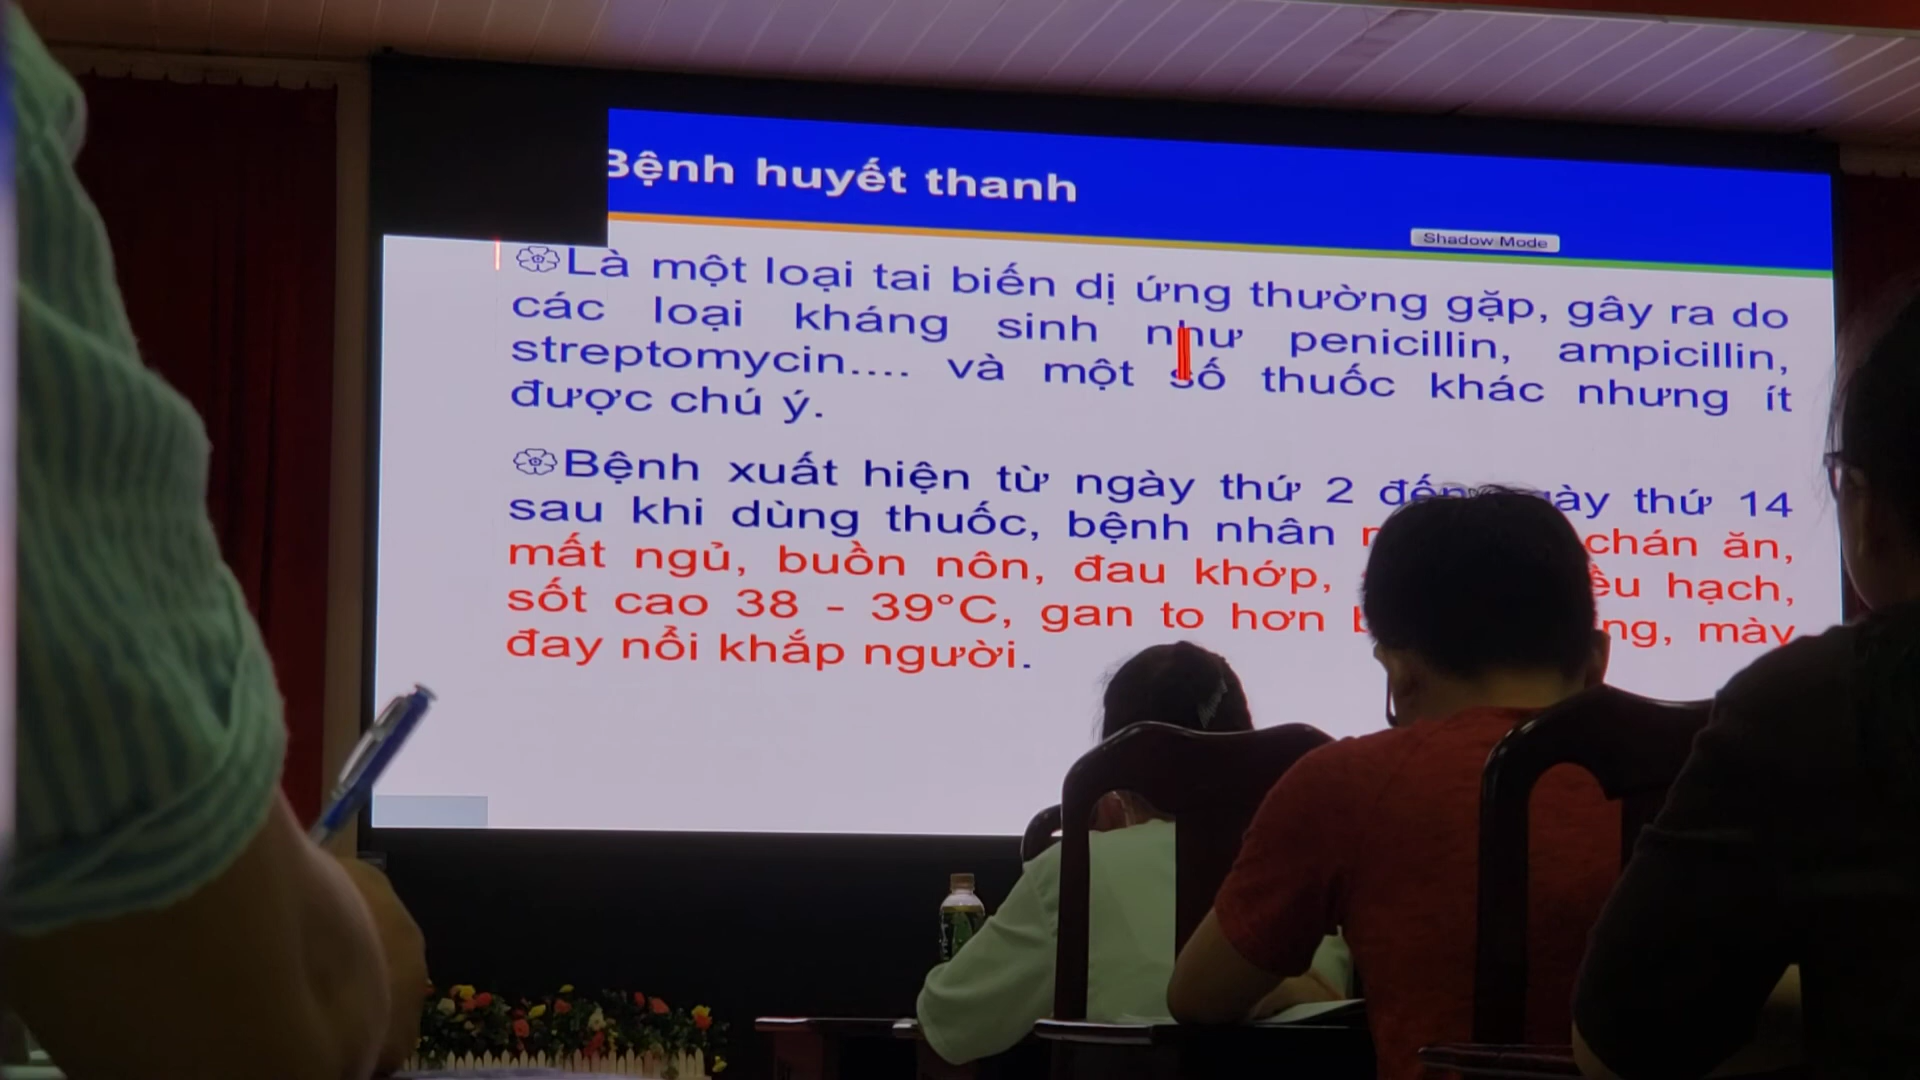 Bệnh huyết thanh
Shadow Mode
Là một loại tai biến dị ứng thường gặp, gây ra do
các loại kháng sinh như penicillin, ampicillin,
streptomycin.... và một số thuốc khác nhưng ít
được chú ý.
Bệnh xuất hiện từ ngày thứ 2 đến ngày thứ 14
sau khi dùng thuốc, bệnh nhân chán ăn,
mất ngủ, buồn nôn, đau khớp, hạch,
sốt cao 38 - 39°C, gan to hơn mày
đay nổi khắp người.